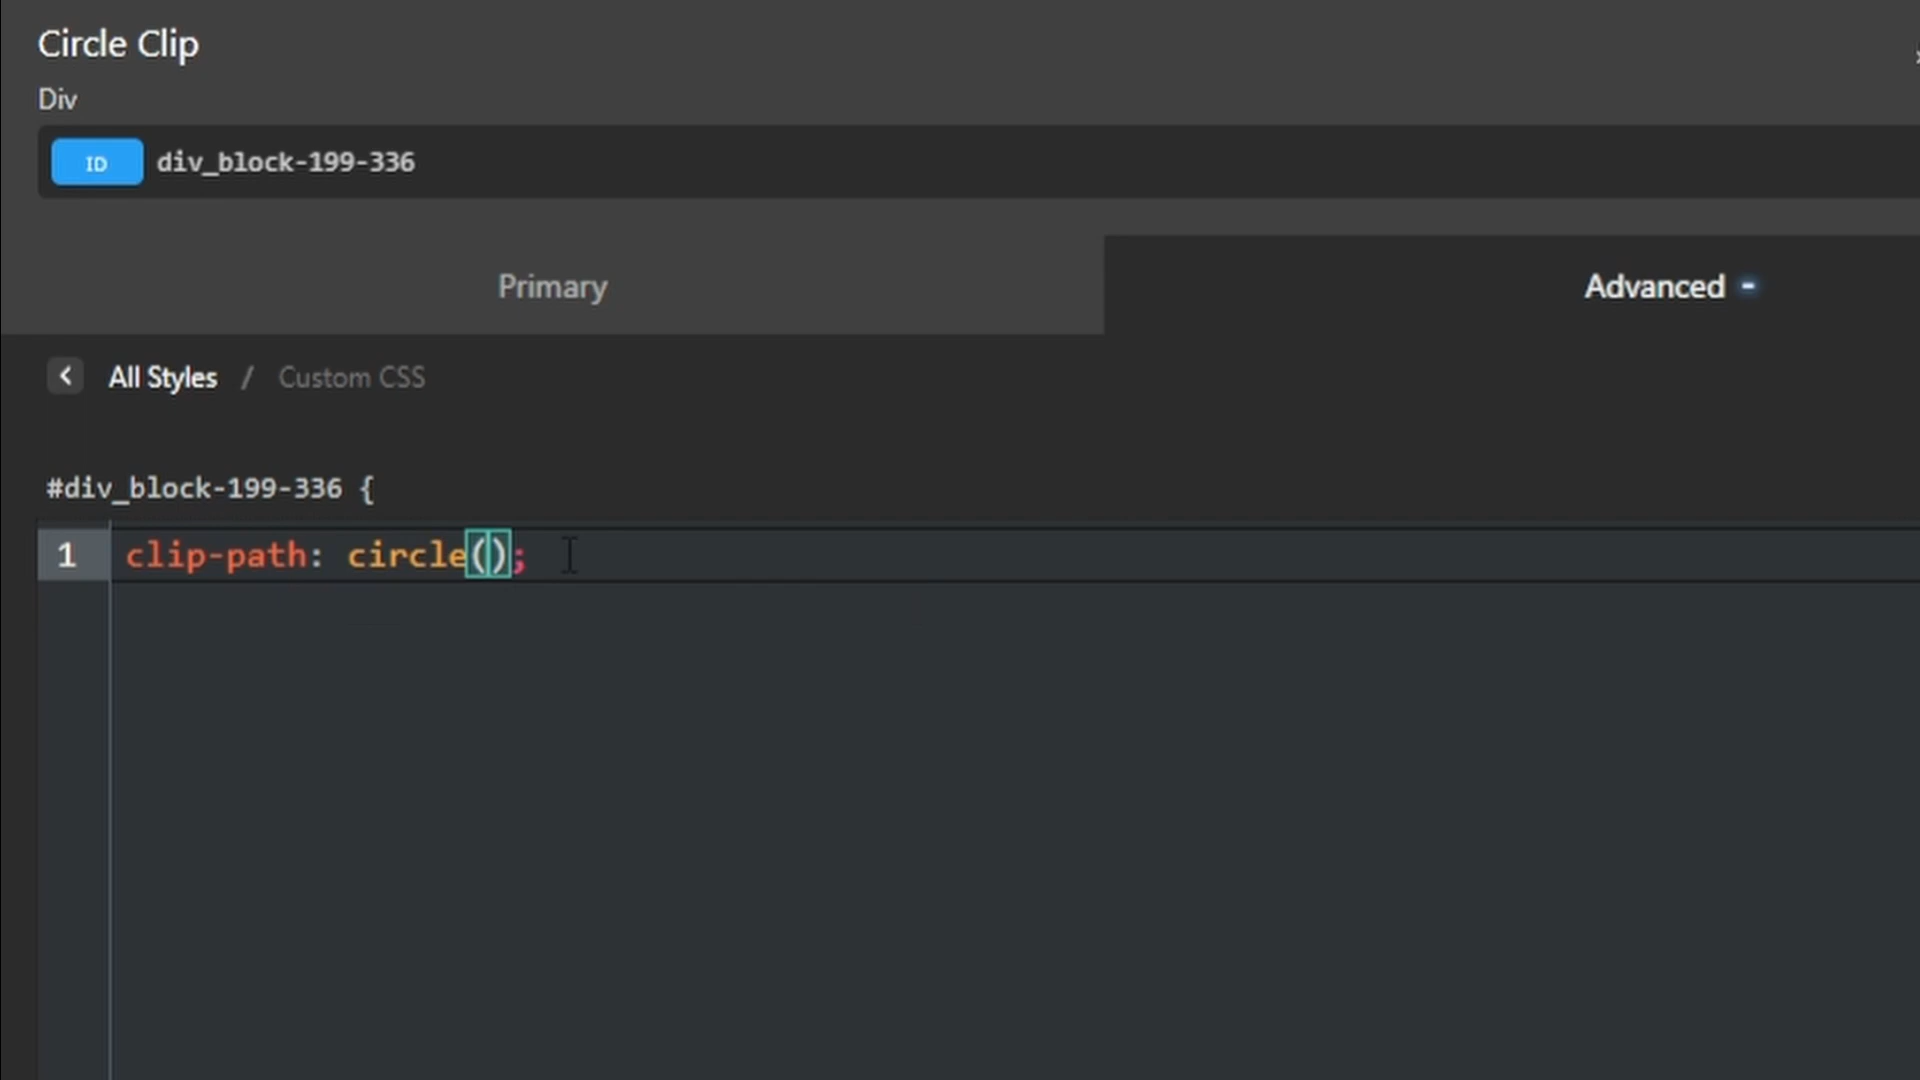 Circle Clip
Div
ID div_block-199-336
Primary
Advanced
All Styles / Custom CSS
#div_block-199-336 {
1 clip-path: circle();